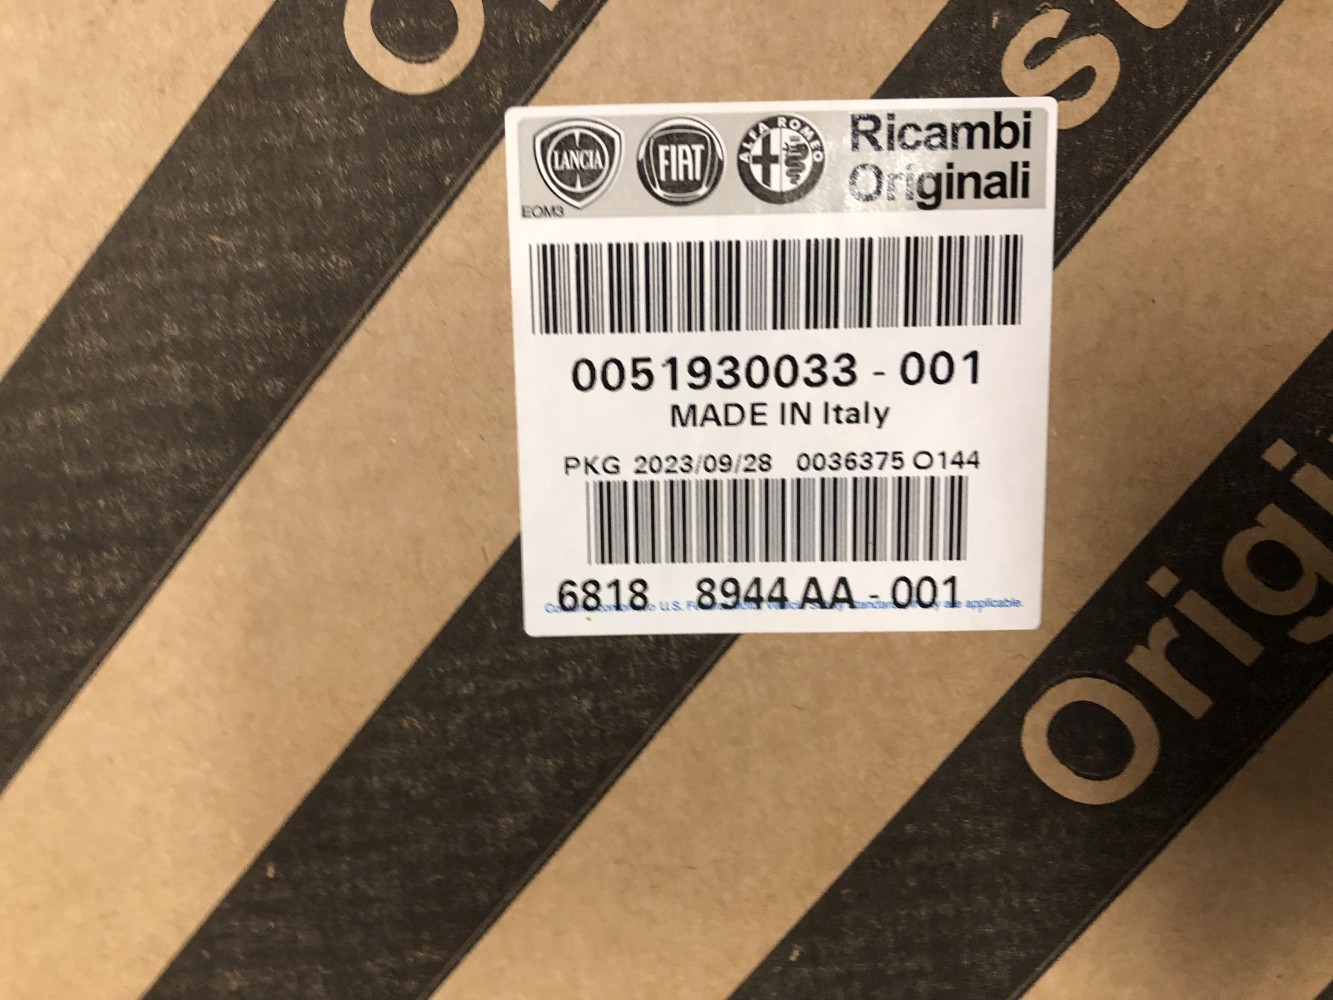 LANCIA
FIAT
ALFA ROMEO
Ricambi
Originali
EOM3
0051930033 - 001
MADE IN Italy
PKG 2023/09/28 0036375 O144
6818 8944 AA - 001
U.S. applicable.
Origi